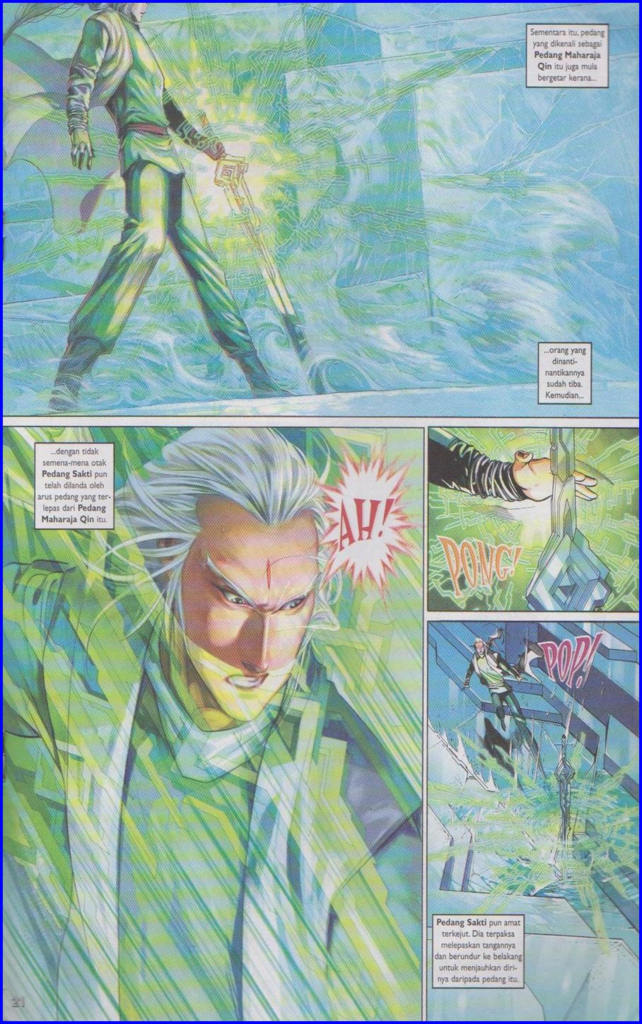 Sementara itu, pedang
yang dikenali sebagai
Pedang Maharaja
Qin itu juga mula
bergetar kerana...
...orang yang
dinanti-
nantikannya
sudah tiba.
Kemudian...
...dengan tidak
semena-mena otak
Pedang Sakti pun
telah dilanda oleh
arus pedang yang ter-
lepas dari Pedang
Maharaja Qin itu.
AH!
PONG!
POP!
Pedang Sakti pun amat
terkejut. Dia terpaksa
melepaskan tangannya
dan berundur ke belakang
untuk menjauhkan diri-
nya daripada pedang itu.
21